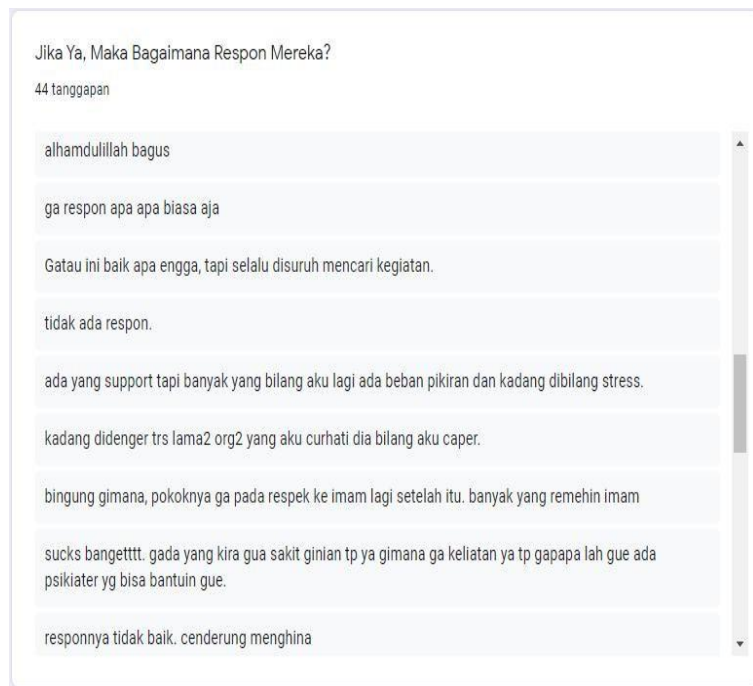 Jika Ya, Maka Bagaimana Respon Mereka?
44 tanggapan
alhamdulillah bagus
ga respon apa apa biasa aja
Gatau ini baik apa engga, tapi selalu disuruh mencari kegiatan.
tidak ada respon.
ada yang support tapi banyak yang bilang aku lagi ada beban pikiran dan kadang dibilang stress.
kadang didenger trs lama2 org2 yang aku curhati dia bilang aku caper.
bingung gimana, pokoknya ga pada respek ke imam lagi setelah itu. banyak yang remehin imam
sucks bangetttt. gada yang kira gua sakit ginian tp ya gimana ga keliatan ya tp gapapa lah gue ada
psikiater yg bisa bantuin gue.
responnya tidak baik. cenderung menghina